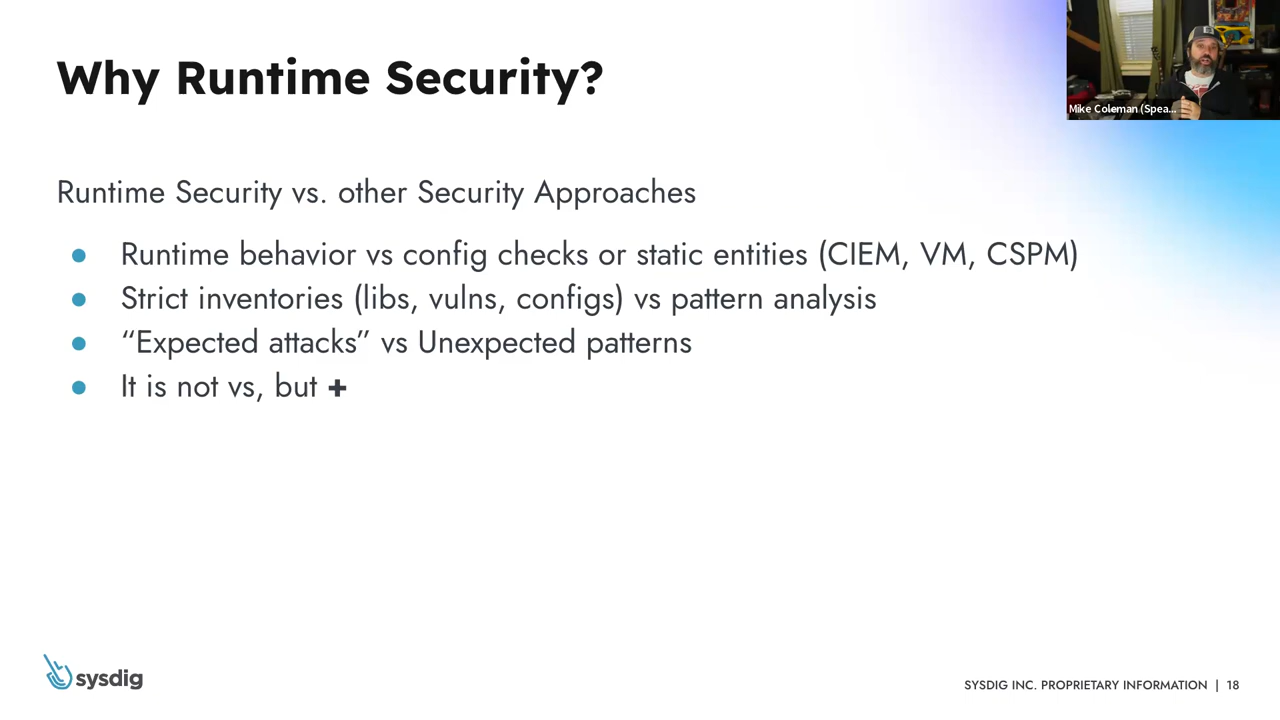 Why Runtime Security?
Mike Coleman (Spea...
Runtime Security vs. other Security Approaches
● Runtime behavior vs config checks or static entities (CIEM, VM, CSPM)
● Strict inventories (libs, vulns, configs) vs pattern analysis
● “Expected attacks” vs Unexpected patterns
● It is not vs, but +
sysdig
SYSDIG INC. PROPRIETARY INFORMATION | 18